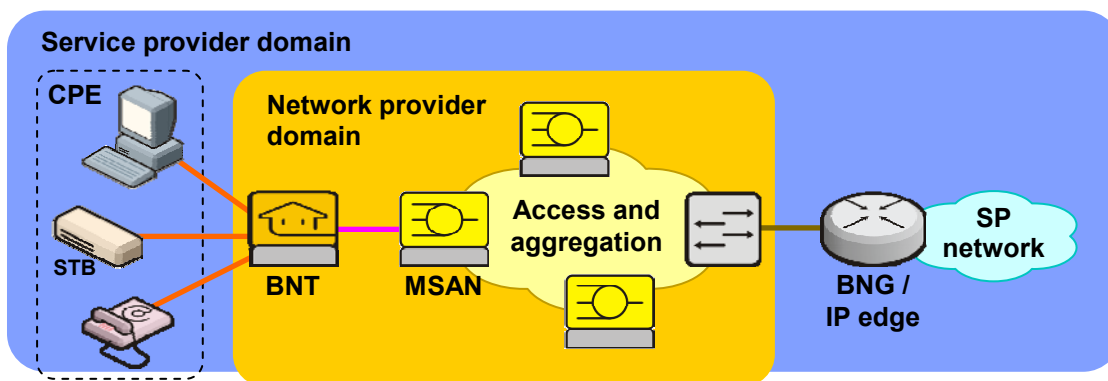 Service provider domain
CPE
Network provider
domain
STB
BNT
MSAN
Access and
aggregation
BNG /
IP edge
SP
network